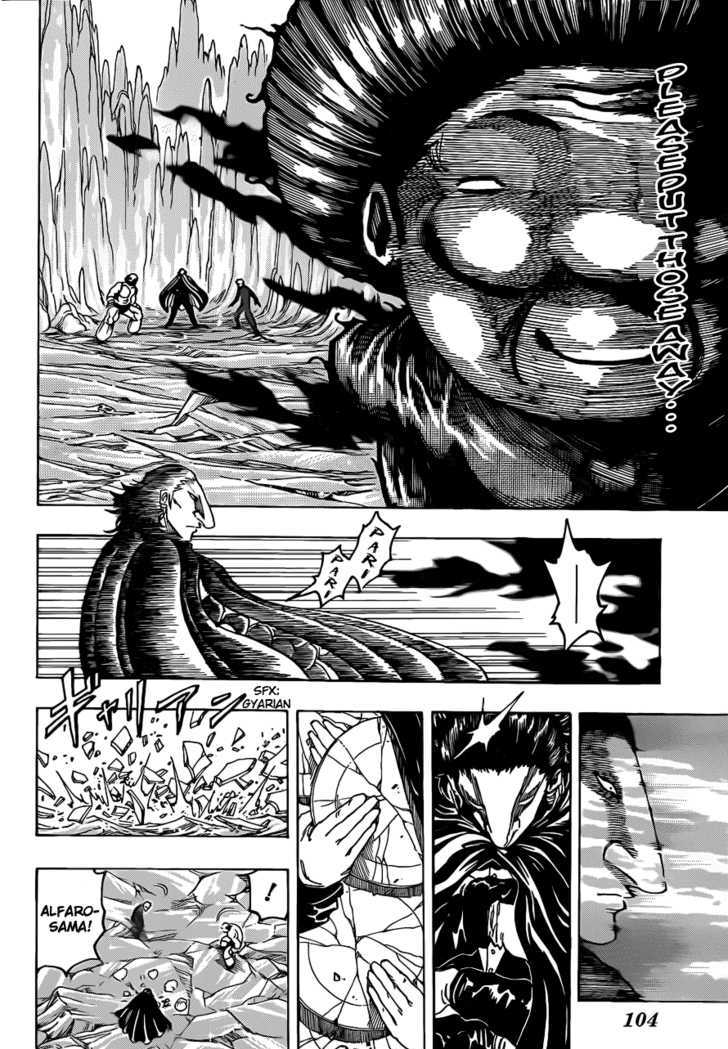 PLEASE PUT THOSE AWAY...
PARI
PARI
ギャリアン
SFX:
GYARIAN
!
ALFARO-
SAMA!
104